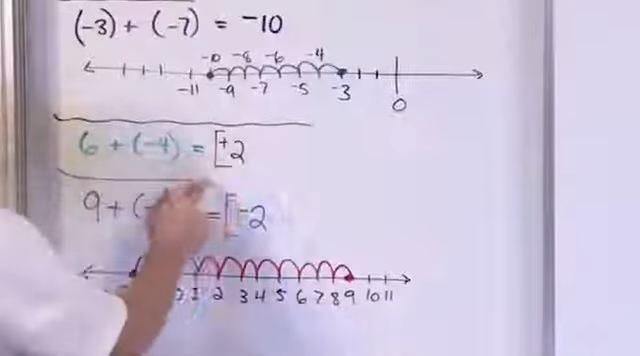 (-3) + (-7) = -10
-10 -8 -6 -4
-11 -9 -7 -5 -3 0
6 + (-4) = [+2
9 + (- = [-2
1 2 3 4 5 6 7 8 9 10 11